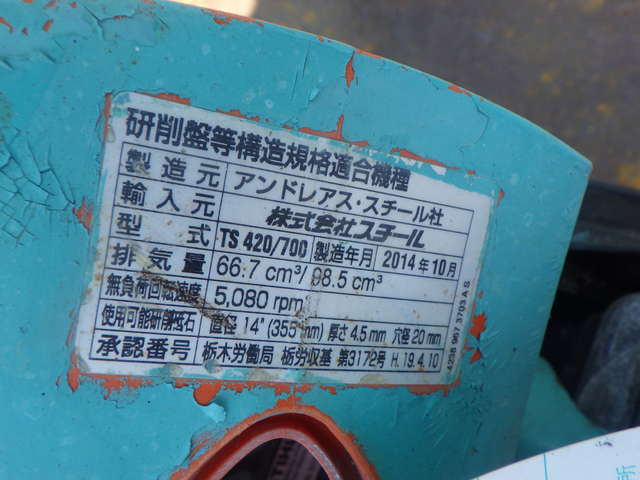 研削盤等構造規格適合機種
製造元 アンドレアス・スチール社
輸入元 株式会社スチール
型式 TS 420/700 製造年月 2014年10月
排気量 66.7 cm³/98.5 cm³
無負荷回転速度 5,080 rpm
使用可能研削砥石 直径 14" (355 mm) 厚さ 4.5 mm 穴径 20 mm
承認番号 栃木労働局 栃労収基 第3172号 H.19.4.10
4238 967 3703 A S
所